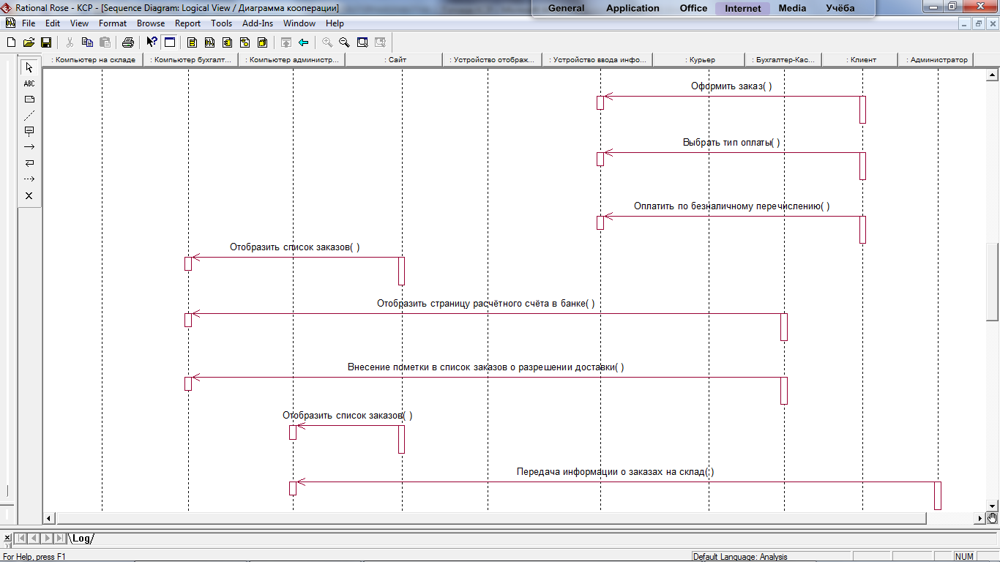 Rational Rose - KCP - [Sequence Diagram: Logical View / Диаграмма кооперации]
General Application Office Internet Media Учёба
File Edit View Format Browse Report Tools Add-Ins Window Help
: Компьютер на складе : Компьютер бухгалт... : Компьютер администр... : Сайт : Устройство отображ... : Устройство ввода инфо... : Курьер : Бухгалтер-Кас... : Клиент : Администратор
ABC
Оформить заказ( )
Выбрать тип оплаты( )
Оплатить по безналичному перечислению( )
Отобразить список заказов( )
Отобразить страницу расчётного счёта в банке( )
Внесение пометки в список заказов о разрешении доставки( )
Отобразить список заказов( )
Передача информации о заказах на склад( )
Log
For Help, press F1
Default Language: Analysis
NUM